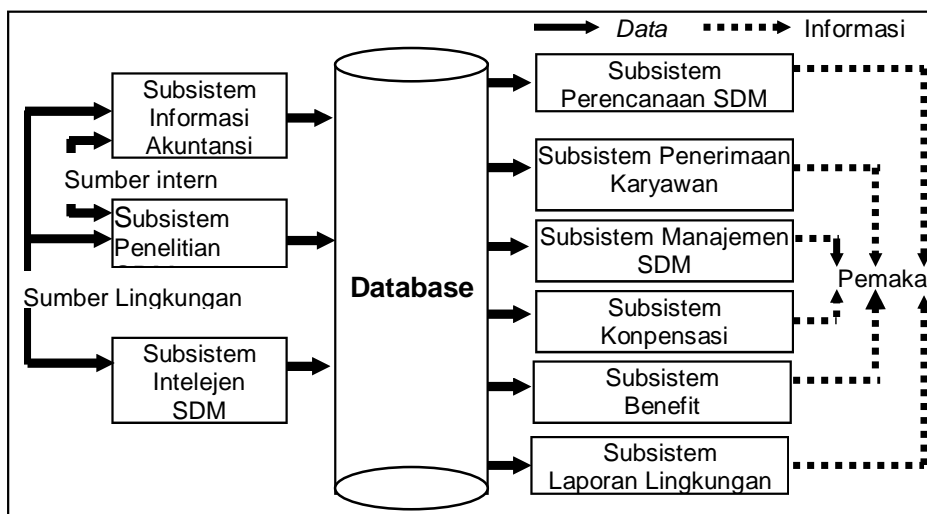 Data
Informasi
Subsistem
Informasi
Akuntansi
Sumber intern
Subsistem
Penelitian
Sumber Lingkungan
Subsistem
Intelejen
SDM
Database
Subsistem
Perencanaan SDM
Subsistem Penerimaan
Karyawan
Subsistem Manajemen
SDM
Subsistem
Konpensasi
Subsistem
Benefit
Subsistem
Laporan Lingkungan
Pemaka